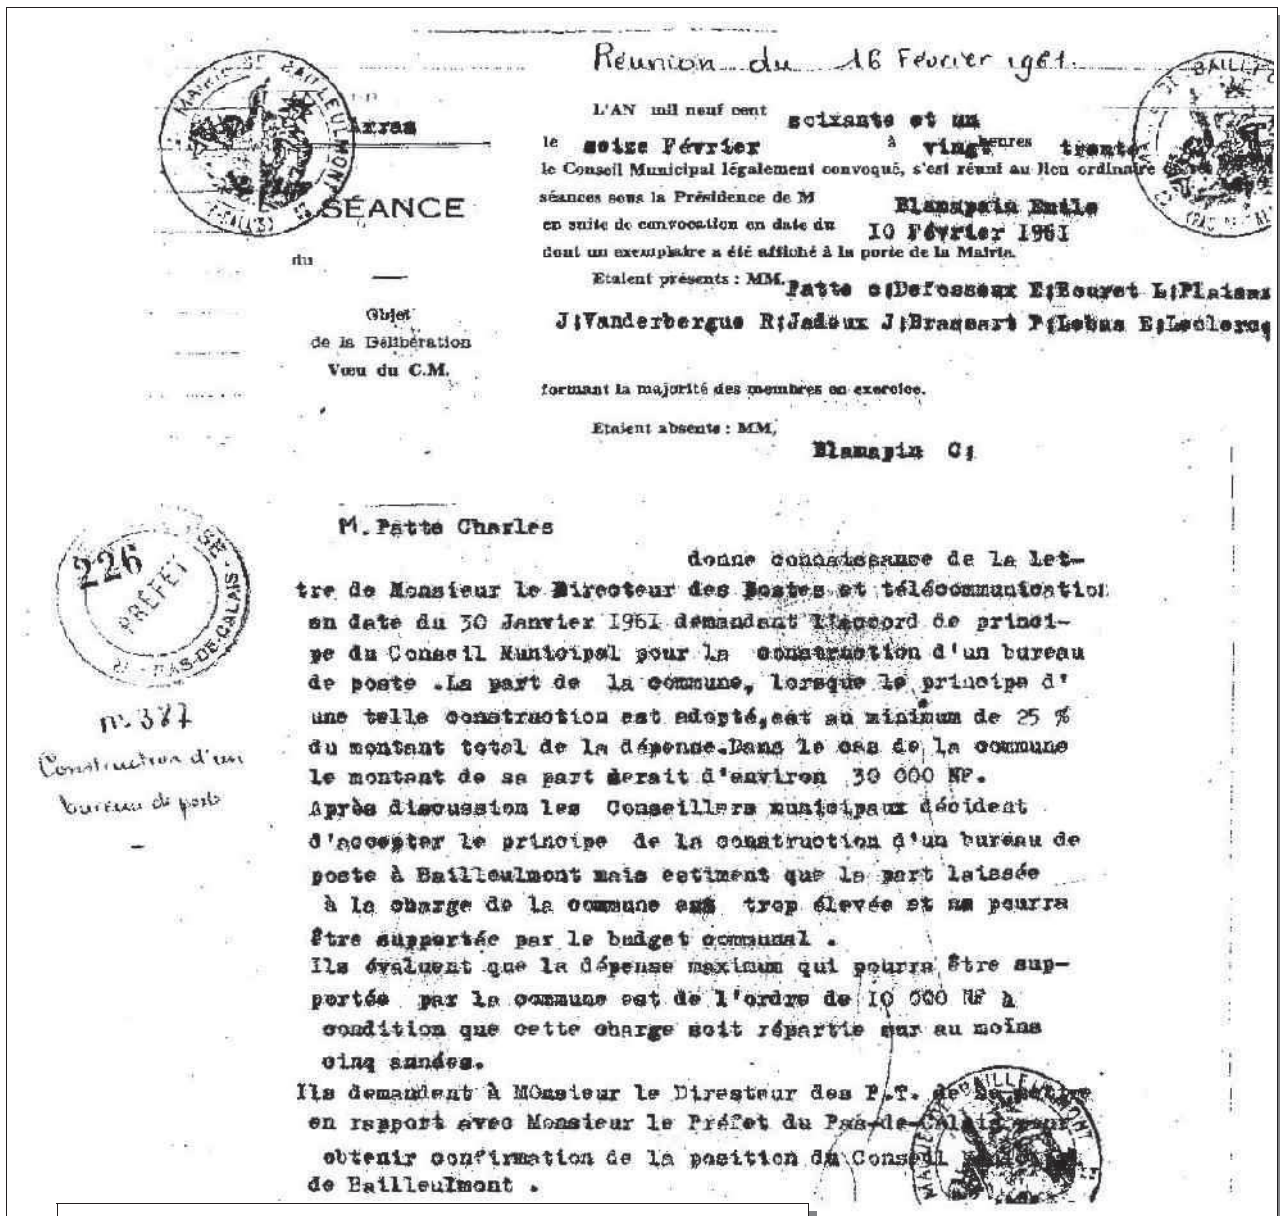 Réunion du 16 Février 1961.
MAIRIE DE BAILLEULMONT
Arras
L'AN mil neuf cent soixante et un
le seize Février à vingt heures trente
le Conseil Municipal légalement convoqué, s'est réuni au lieu ordinaire
SÉANCE
séances sous la Présidence de M Blamapain Emile
en suite de convocation en date du 10 Février 1961
dont un exemplaire a été affiché à la porte de la Mairie.
du
Etaient présents : MM. Patte c;Defosseux E;Bouret L;Plaisant
J;Vanderbergue R;Jadeux J;Brassart P;Lebas E;Leclercq
Objet
de la Délibération
Vœu du C.M.
formant la majorité des membres en exercice.
Etaient absents : MM,
Blamapin C;
M. Patte Charles
donne connaissance de la let-
tre de Monsieur le Directeur des Postes et télécommunication
en date du 30 Janvier 1961 demandant l'accord de princi-
pe du Conseil Municipal pour la construction d'un bureau
de poste .La part de la commune, lorsque le principe d'
une telle construction est adopté,est au minimum de 25 %
du montant total de la dépense.Dans le cas de la commune
le montant de sa part serait d'environ 30 000 NF.
Après discussion les Conseillers municipaux décident
d'accepter le principe de la construction d'un bureau de
poste à Bailleulmont mais estiment que la part laissée
à la charge de la commune est trop élevée et ne pourra
être supportée par le budget communal .
Ils évaluent que la dépense maximum qui pourra être sup-
portée par la commune est de l'ordre de 10 000 NF à
condition que cette charge soit répartie sur au moins
cinq années.
Ils demandent à MOnsieur le Directeur des P.T. de se mettre
en rapport avec Monsieur le Préfet du Pas-de-Calais pour
obtenir confirmation de la position du Conseil
de Bailleulmont .
226
PRÉFET
PAS-DE-CALAIS
n° 387
Construction d'un
bureau de poste